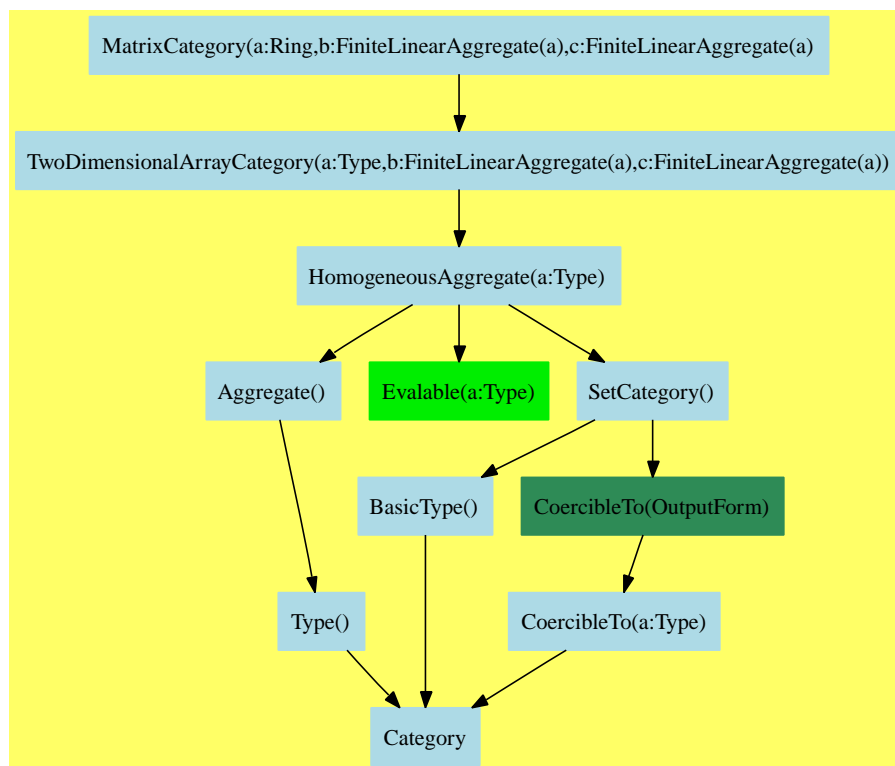 MatrixCategory(a:Ring,b:FiniteLinearAggregate(a),c:FiniteLinearAggregate(a)
TwoDimensionalArrayCategory(a:Type,b:FiniteLinearAggregate(a),c:FiniteLinearAggregate(a))
HomogeneousAggregate(a:Type)
Aggregate()
Evalable(a:Type)
SetCategory()
BasicType()
CoercibleTo(OutputForm)
Type()
CoercibleTo(a:Type)
Category